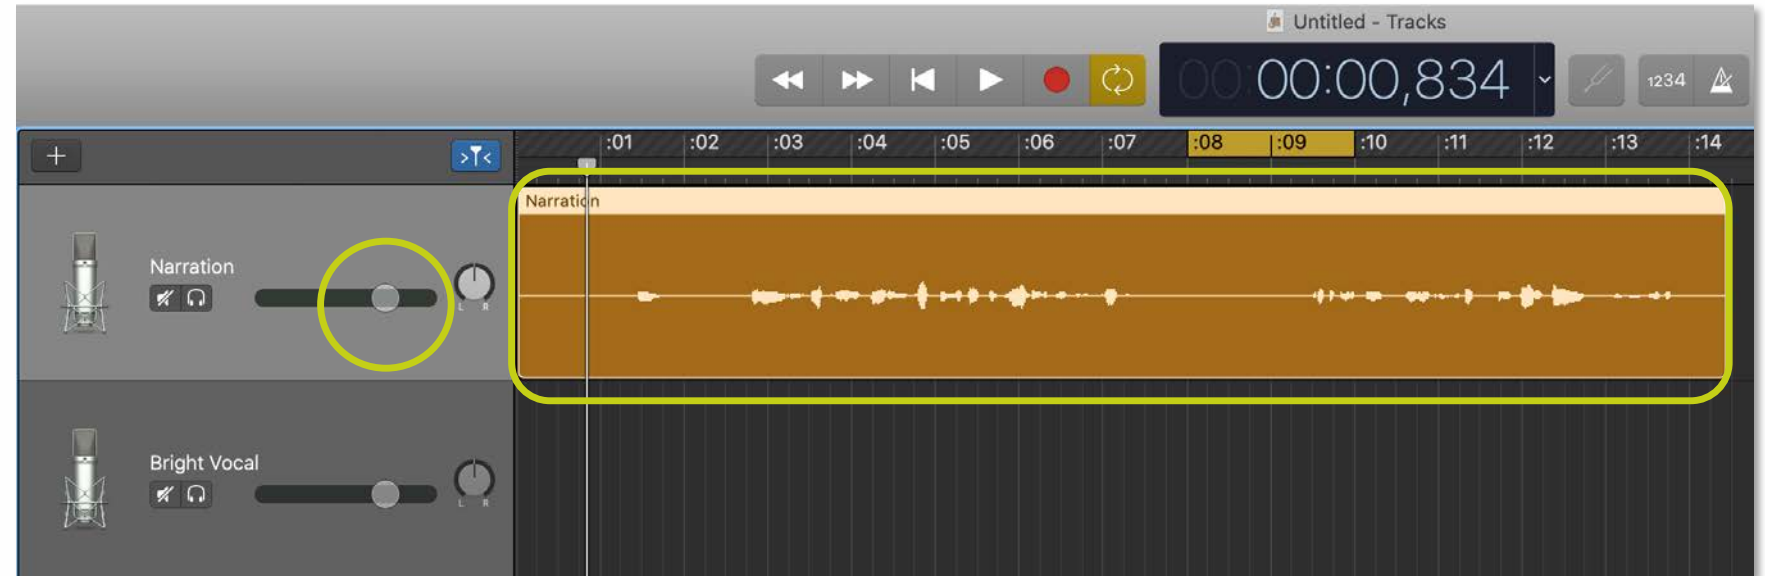 Untitled - Tracks
00:00:00,834
1234
:01 :02 :03 :04 :05 :06 :07 :08 :09 :10 :11 :12 :13 :14
Narration
Narration
L R
Bright Vocal
L R